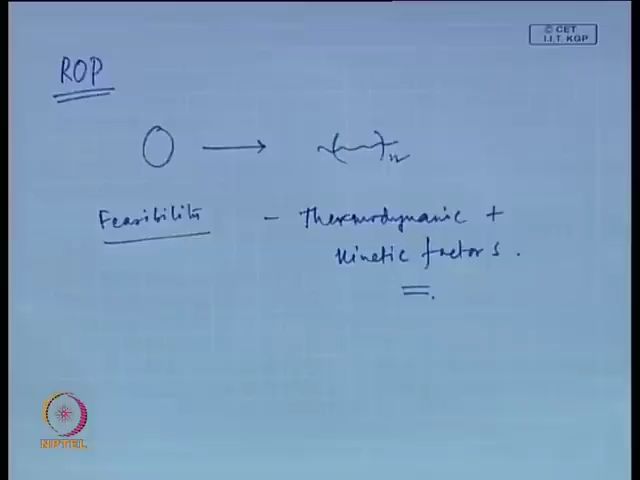 © CET
I.I.T. KGP
ROP
n
Feasibility - Thermodynamic +
Kinetic factors.
NPTEL